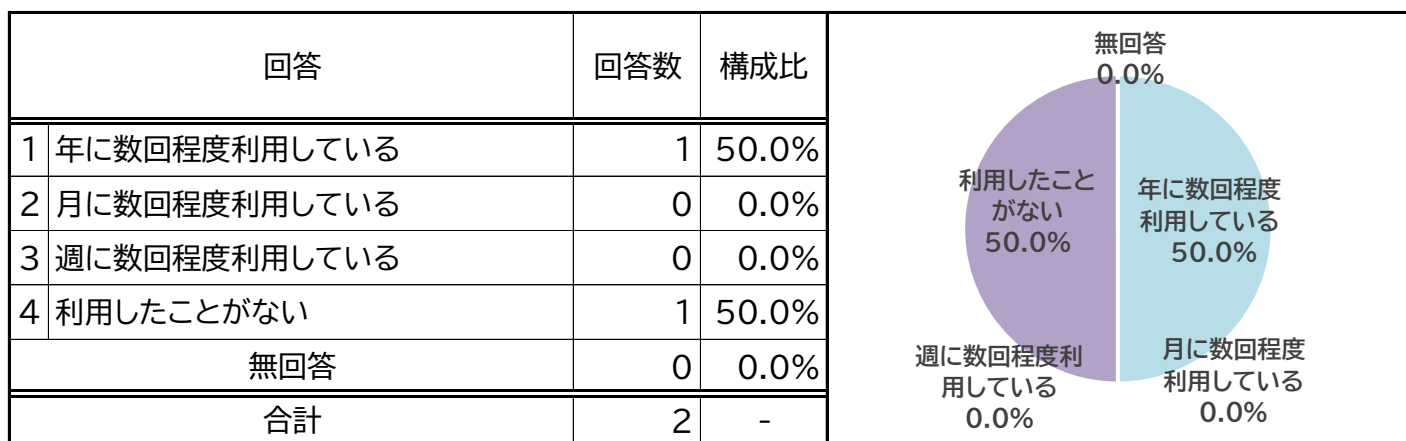 回答 回答数 構成比
1 年に数回程度利用している 1 50.0%
2 月に数回程度利用している 0 0.0%
3 週に数回程度利用している 0 0.0%
4 利用したことがない 1 50.0%
無回答 0 0.0%
合計 2 -
無回答
0.0%
利用したこと
がない
50.0%
年に数回程度
利用している
50.0%
週に数回程度利
用している
0.0%
月に数回程度
利用している
0.0%